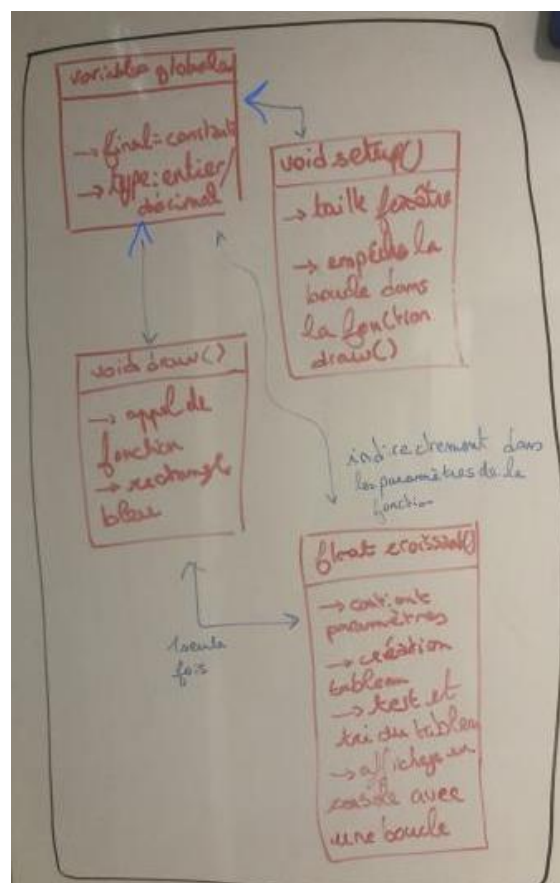 variables globales
→ final = constant
→ type: entier/
décimal
void setup()
→ taille fenêtre
→ empêche la
boucle dans
la fonction
draw()
void draw()
→ appel de
fonction
→ rectangle
bleu
indirectement dans
les paramètres de la
fonction
1 seule
fois
float croissant()
→ contient
paramètres
→ création
tableau
→ test et
tri du tableau
→ affichage en
console avec
une boucle